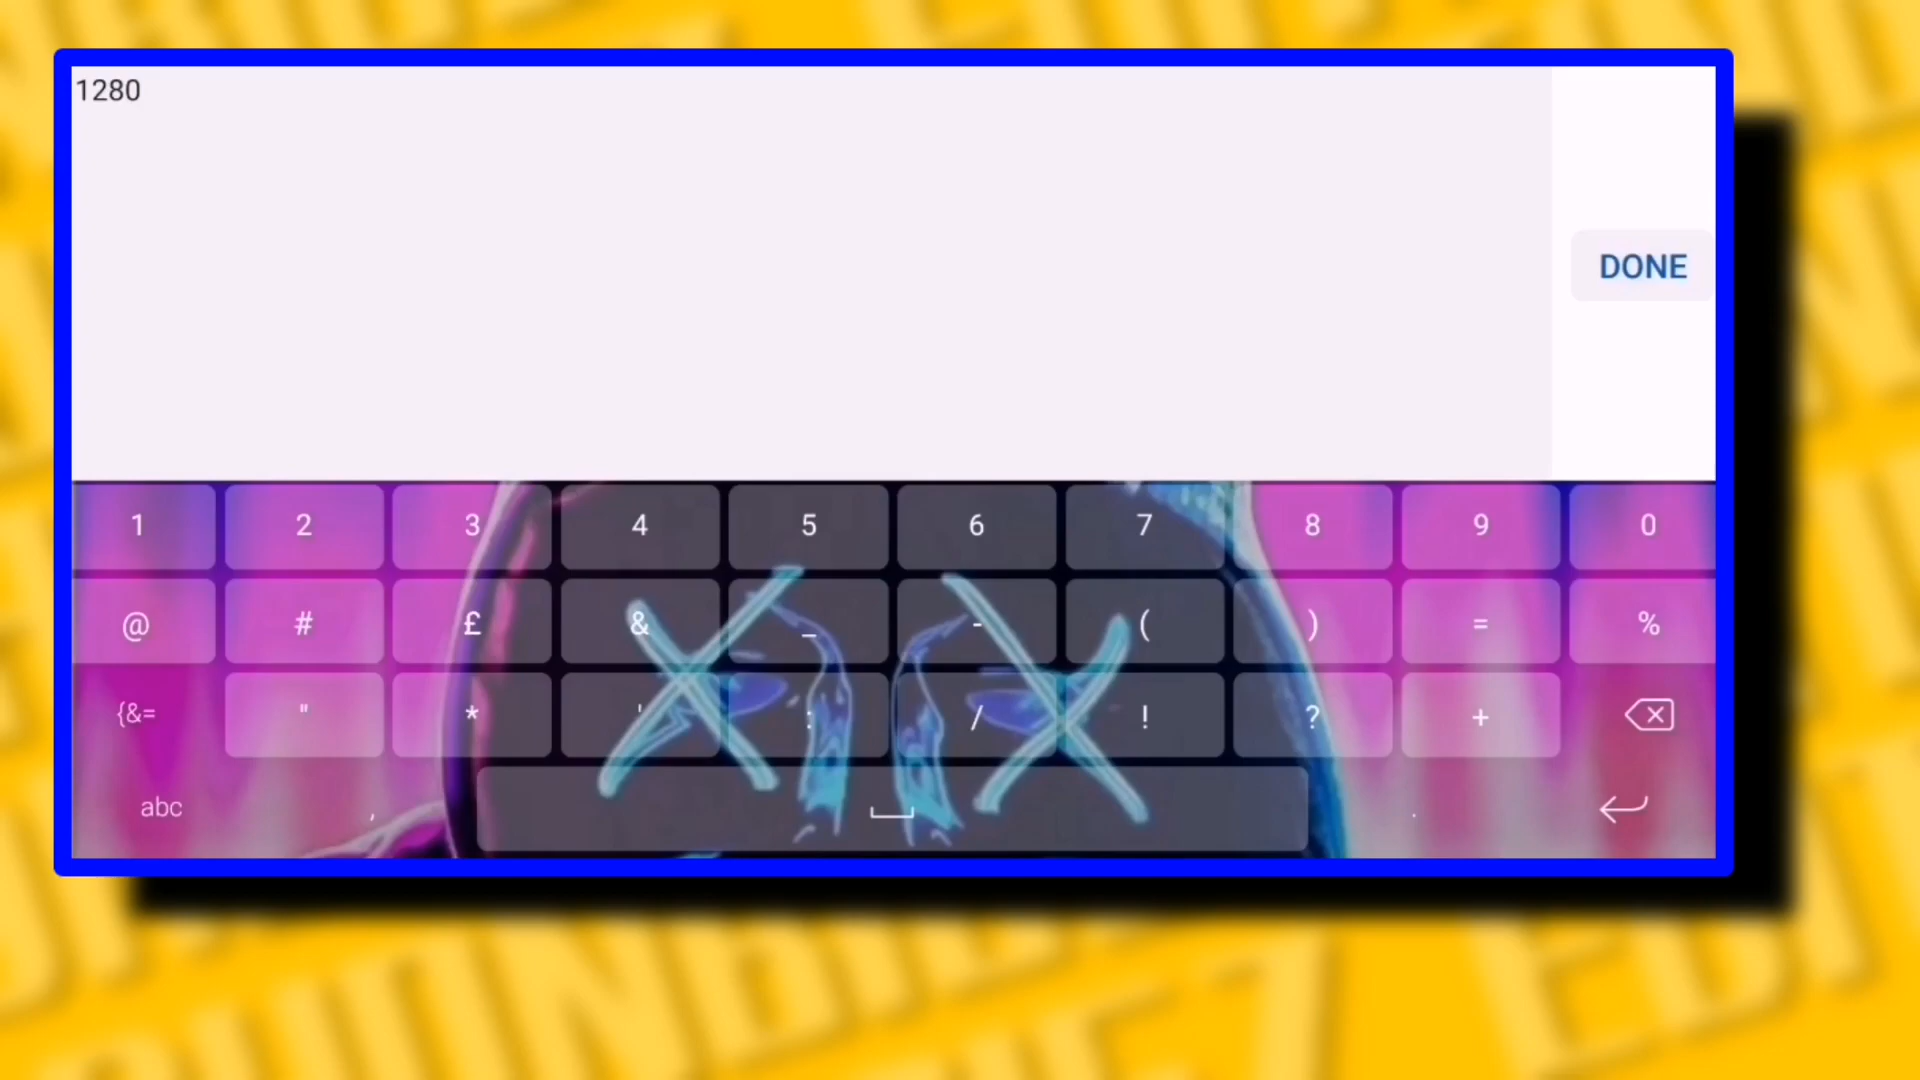 1280
DONE
1 2 3 4 5 6 7 8 9 0
@ # £ & _ - ( ) = %
{&= " * ' : / ! ? +
abc , .